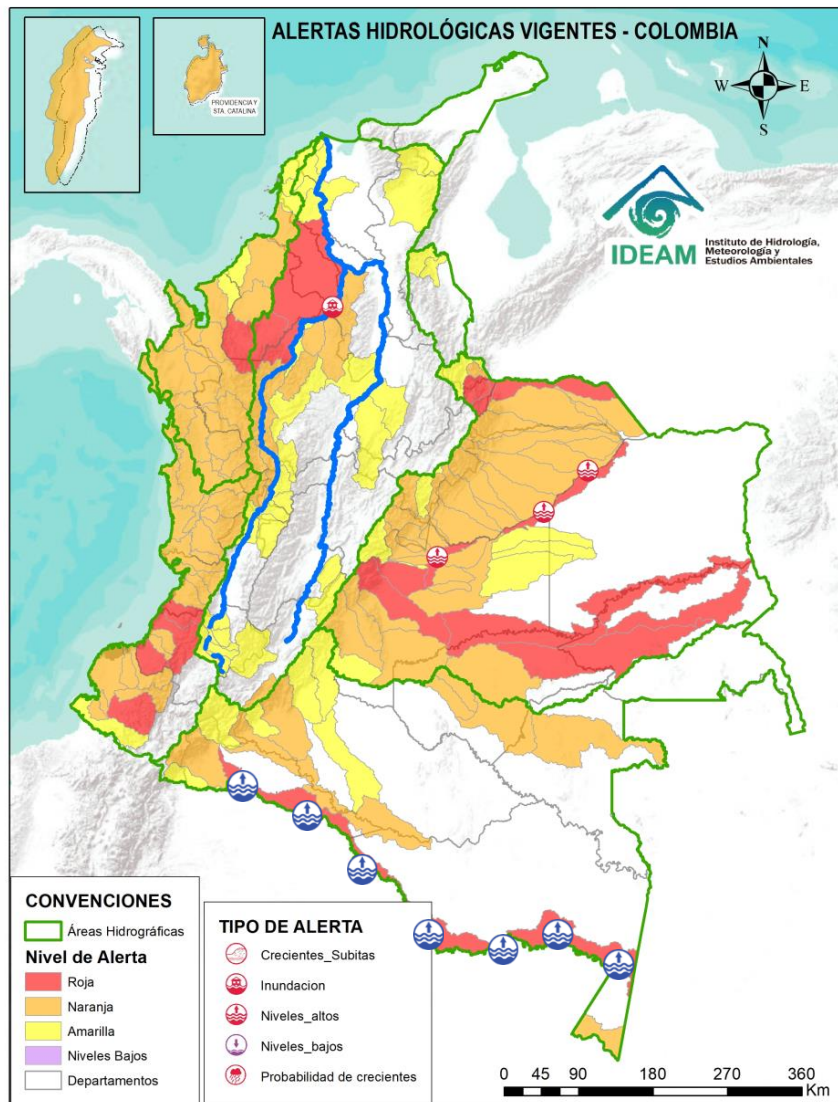 ALERTAS HIDROLÓGICAS VIGENTES - COLOMBIA
PROVIDENCIA Y
STA. CATALINA
N
W
E
S
IDEAM
Instituto de Hidrología,
Meteorología y
Estudios Ambientales
CONVENCIONES
Áreas Hidrográficas
Nivel de Alerta
Roja
Naranja
Amarilla
Niveles Bajos
Departamentos
TIPO DE ALERTA
Crecientes_Subitas
Inundacion
Niveles_altos
Niveles_bajos
Probabilidad de crecientes
0 45 90 180 270 360
Km